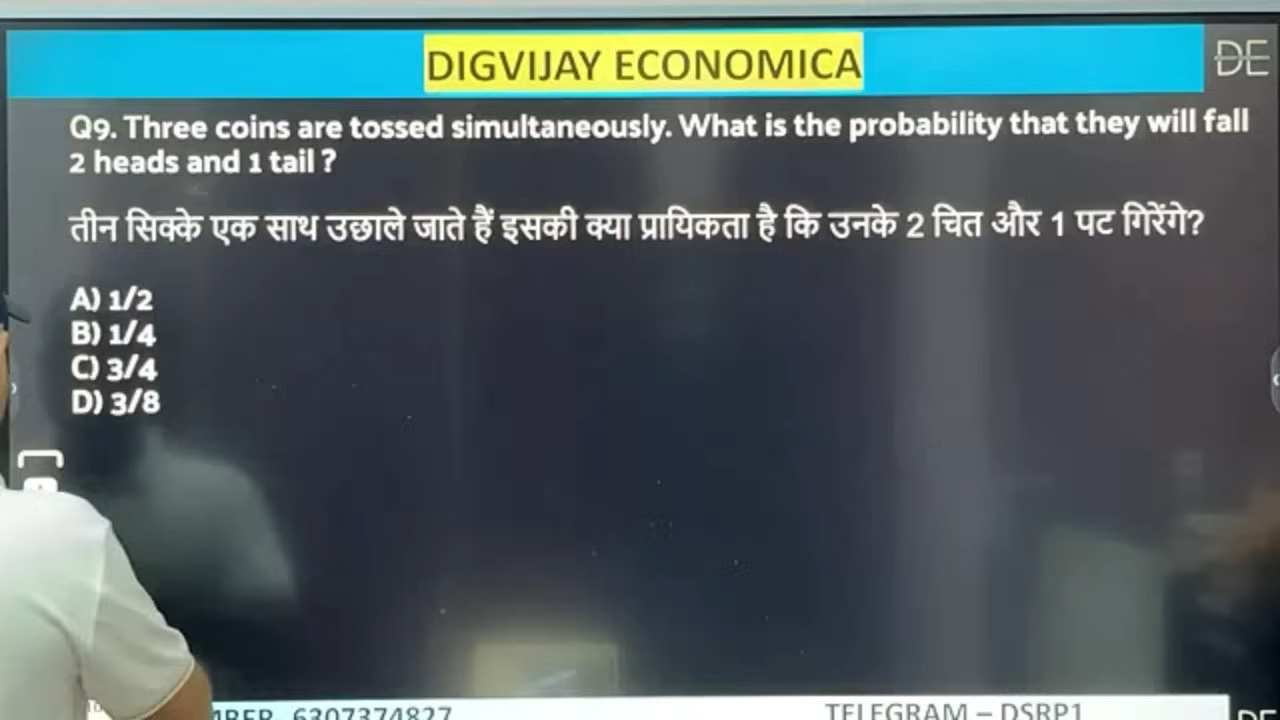 DIGVIJAY ECONOMICA
DE
Q9. Three coins are tossed simultaneously. What is the probability that they will fall
2 heads and 1 tail ?
तीन सिक्के एक साथ उछाले जाते हैं इसकी क्या प्रायिकता है कि उनके 2 चित और 1 पट गिरेंगे?
A) 1/2
B) 1/4
C) 3/4
D) 3/8
6307374827
TELEGRAM – DSRP1
DE